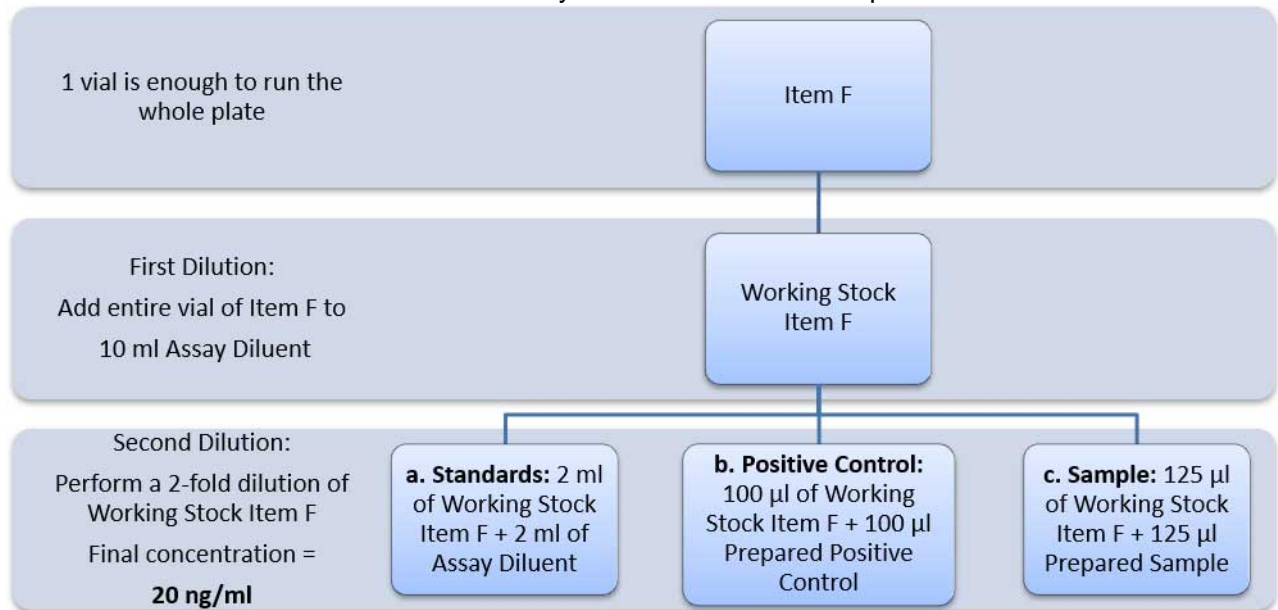 1 vial is enough to run the
whole plate
Item F
First Dilution:
Add entire vial of Item F to
10 ml Assay Diluent
Working Stock
Item F
Second Dilution:
Perform a 2-fold dilution of
Working Stock Item F
Final concentration =
20 ng/ml
a. Standards: 2 ml
of Working Stock
Item F + 2 ml of
Assay Diluent
b. Positive Control:
100 µl of Working
Stock Item F + 100 µl
Prepared Positive
Control
c. Sample: 125 µl
of Working Stock
Item F + 125 µl
Prepared Sample